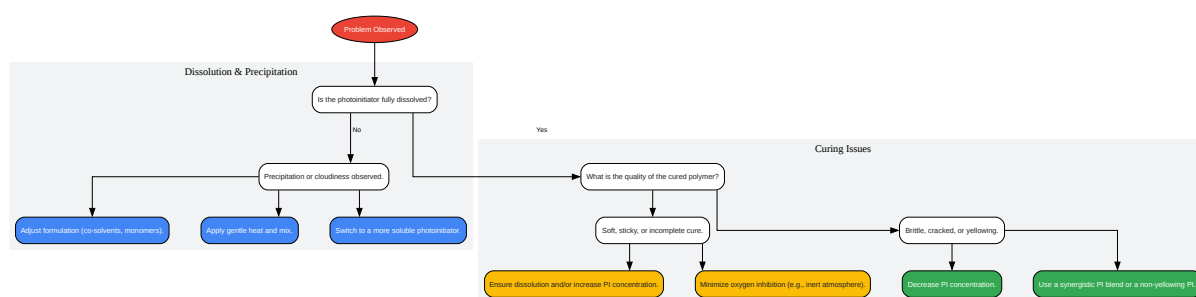 Problem Observed
Dissolution & Precipitation
Is the photoinitiator fully dissolved?
No
Yes
Curing Issues
Precipitation or cloudiness observed.
What is the quality of the cured polymer?
Adjust formulation (co-solvents, monomers).
Apply gentle heat and mix.
Switch to a more soluble photoinitiator.
Soft, sticky, or incomplete cure.
Brittle, cracked, or yellowing.
Ensure dissolution and/or increase PI concentration.
Minimize oxygen inhibition (e.g., inert atmosphere).
Decrease PI concentration.
Use a synergistic PI blend or a non-yellowing PI.